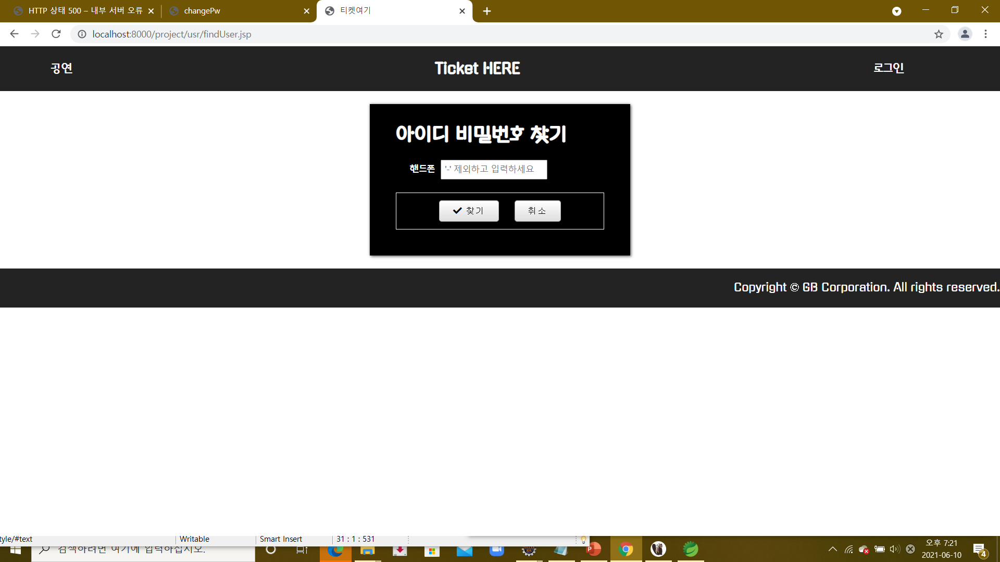 HTTP 상태 500 – 내부 서버 오류
changePw
티켓여기
localhost:8000/project/usr/findUser.jsp
공연
Ticket HERE
로그인
아이디 비밀번호 찾기
핸드폰 '-' 제외하고 입력하세요
찾기 취소
Copyright © GB Corporation. All rights reserved.
tyle/#text Writable Smart Insert 31 : 1 : 531
검색하려면 여기에 입력하십시오.
오후 7:21
2021-06-10
4